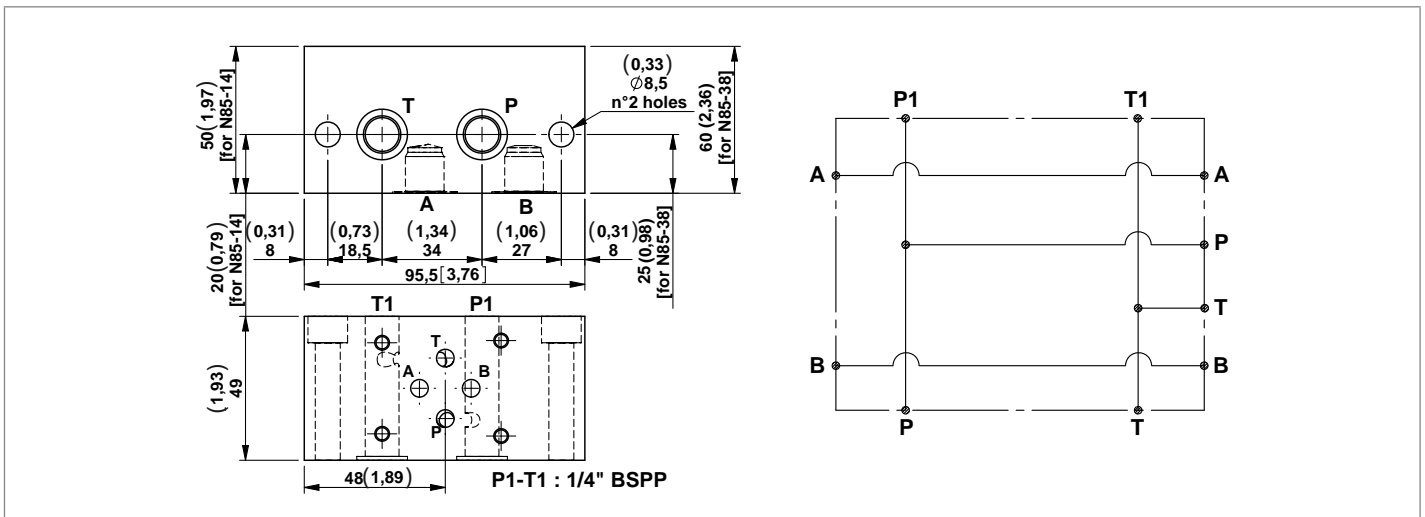 50(1,97)
[for N85-14]
T
P
(0,33)
Ø8,5
n°2 holes
60 (2,36)
[for N85-38]
A
B
20(0,79)
[for N85-14]
(0,31)
8
(0,73)
18,5
(1,34)
34
(1,06)
27
(0,31)
8
25 (0,98)
[for N85-38]
95,5[3,76]
T1
P1
(1,93)
49
T
A
B
P
48(1,89)
P1-T1 : 1/4" BSPP
P1
T1
A
A
P
T
B
B
P
T